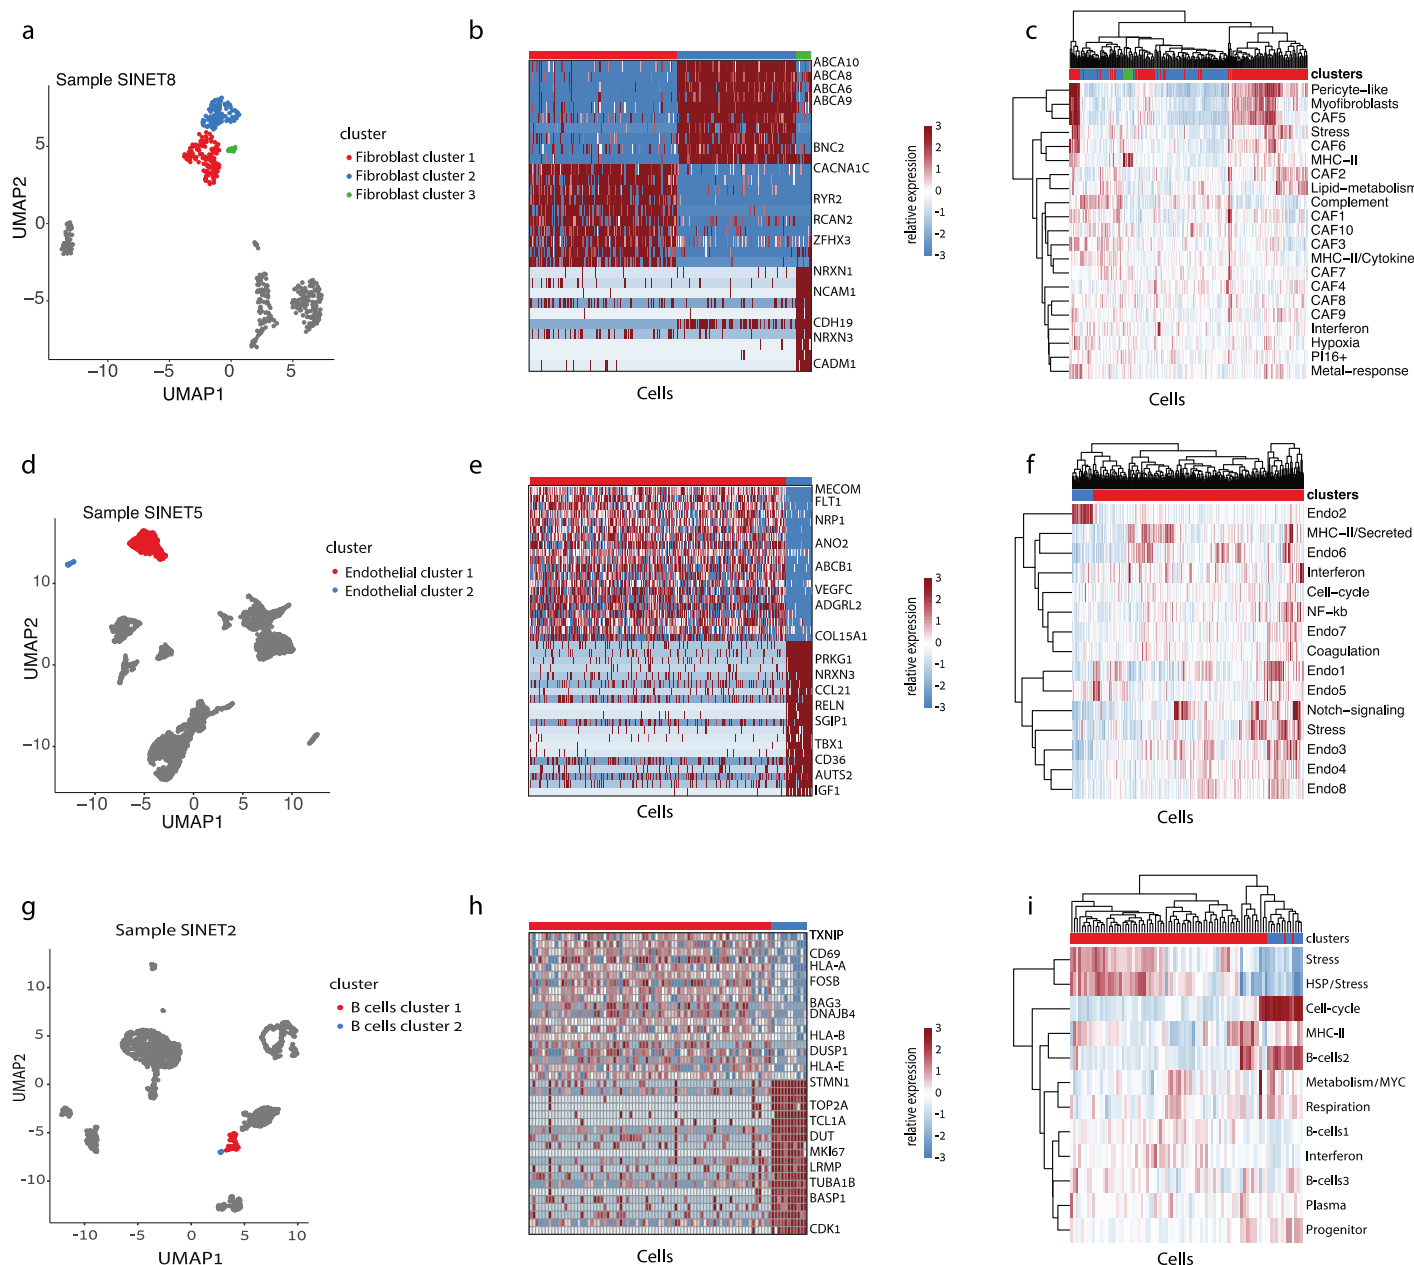 a
Sample SINET8
UMAP2
5
0
−5
−10
−5
0
5
UMAP1
cluster
Fibroblast cluster 1
Fibroblast cluster 2
Fibroblast cluster 3
b
ABCA10
ABCA8
ABCA6
ABCA9
BNC2
CACNA1C
RYR2
RCAN2
ZFHX3
NRXN1
NCAM1
CDH19
NRXN3
CADM1
Cells
relative expression
3
2
1
0
-1
-2
-3
c
clusters
Pericyte−like
Myofibroblasts
CAF5
Stress
CAF6
MHC−II
CAF2
Lipid−metabolism
Complement
CAF1
CAF10
CAF3
MHC−II/Cytokine
CAF7
CAF4
CAF8
CAF9
Interferon
Hypoxia
PI16+
Metal−response
Cells
d
Sample SINET5
UMAP2
10
0
−10
−10
−5
0
5
10
UMAP1
cluster
Endothelial cluster 1
Endothelial cluster 2
e
MECOM
FLT1
NRP1
ANO2
ABCB1
VEGFC
ADGRL2
COL15A1
PRKG1
NRXN3
CCL21
RELN
SGIP1
TBX1
CD36
AUTS2
IGF1
Cells
relative expression
3
2
1
0
-1
-2
-3
f
clusters
Endo2
MHC−II/Secreted
Endo6
Interferon
Cell−cycle
NF−kb
Endo7
Coagulation
Endo1
Endo5
Notch−signaling
Stress
Endo3
Endo4
Endo8
Cells
g
Sample SINET2
UMAP2
10
5
0
-5
-10
-10
-5
0
5
10
UMAP1
cluster
B cells cluster 1
B cells cluster 2
h
TXNIP
CD69
HLA-A
FOSB
BAG3
DNAJB4
HLA-B
DUSP1
HLA-E
STMN1
TOP2A
TCL1A
DUT
MKI67
LRMP
TUBA1B
BASP1
CDK1
Cells
relative expression
3
2
1
0
-1
-2
-3
i
clusters
Stress
HSP/Stress
Cell-cycle
MHC-II
B-cells2
Metabolism/MYC
Respiration
B-cells1
Interferon
B-cells3
Plasma
Progenitor
Cells